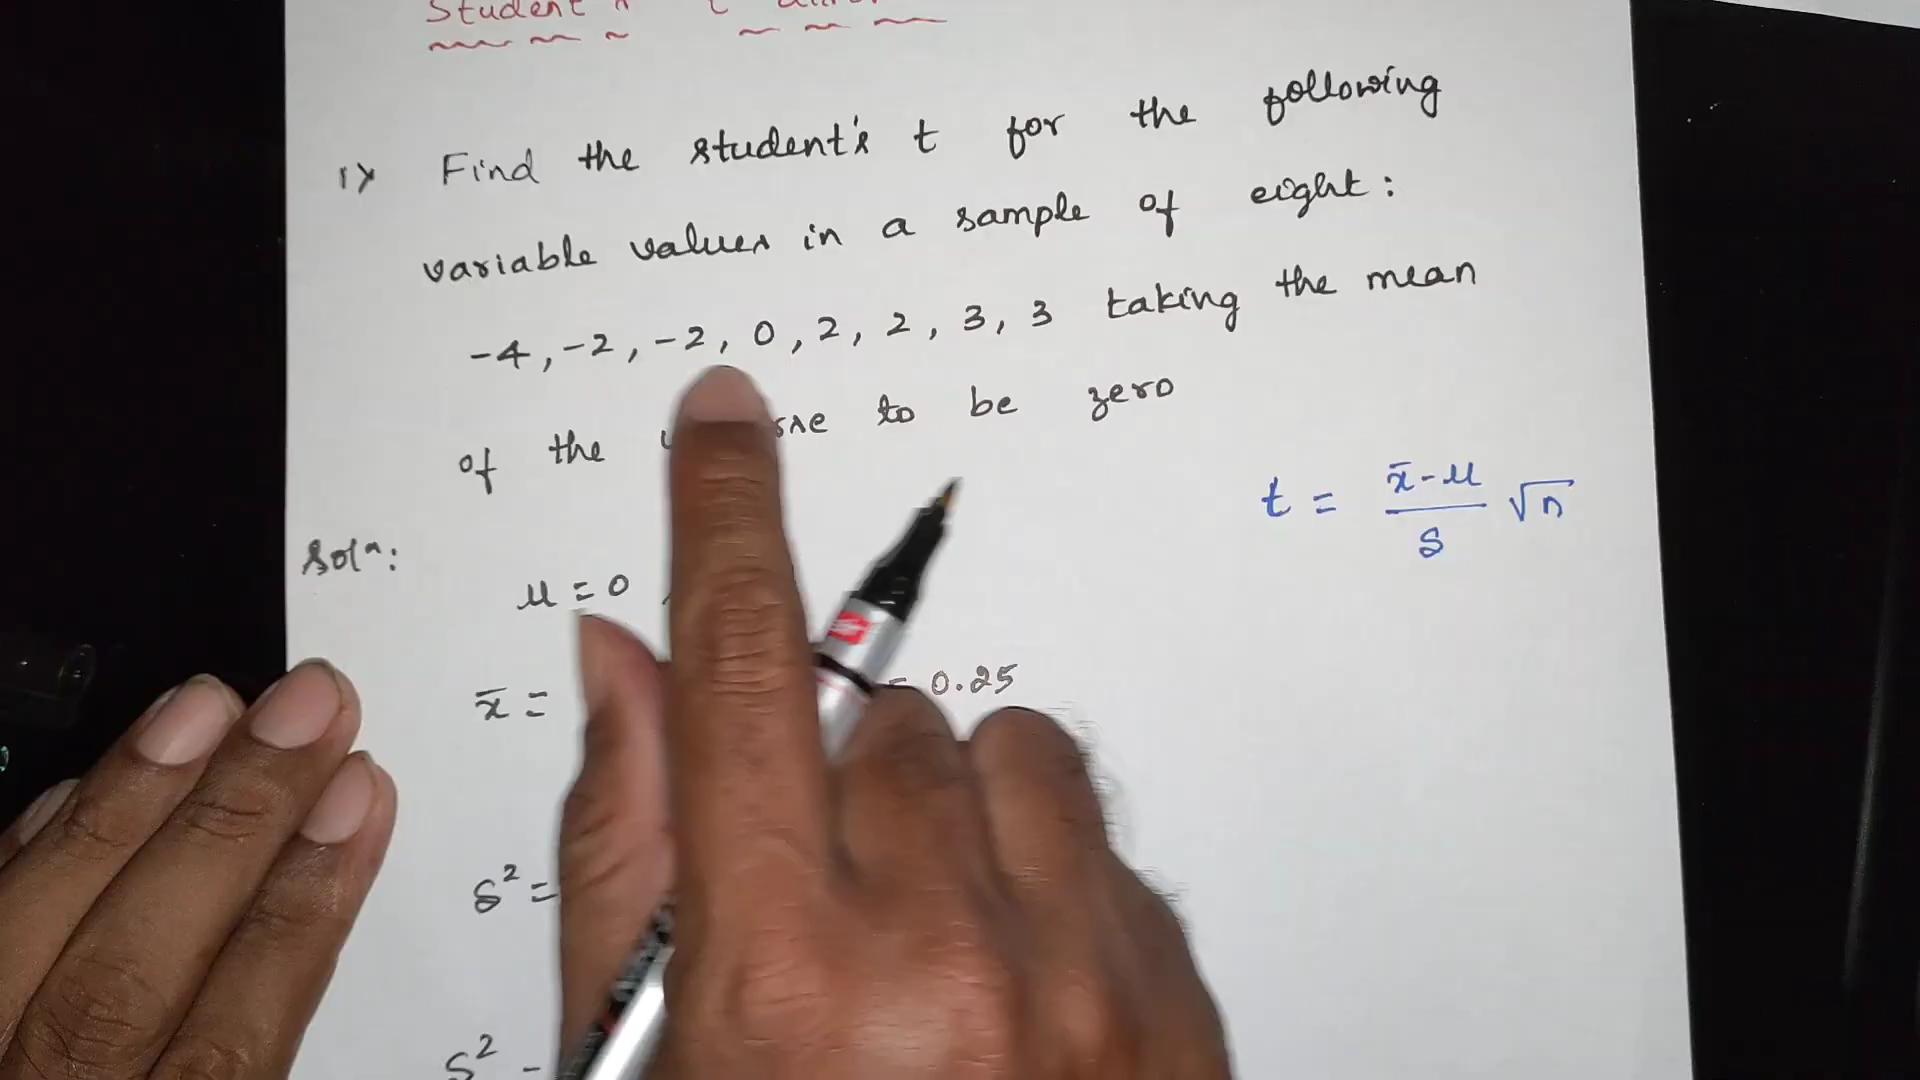 Student's t
1) Find the student's t for the following
variable values in a sample of eight:
-4, -2, -2, 0, 2, 2, 3, 3 taking the mean
of the to be zero
t = x̄-μ / s √n
Solⁿ:
μ = 0
x̄ = = 0.25
s² =
s² =